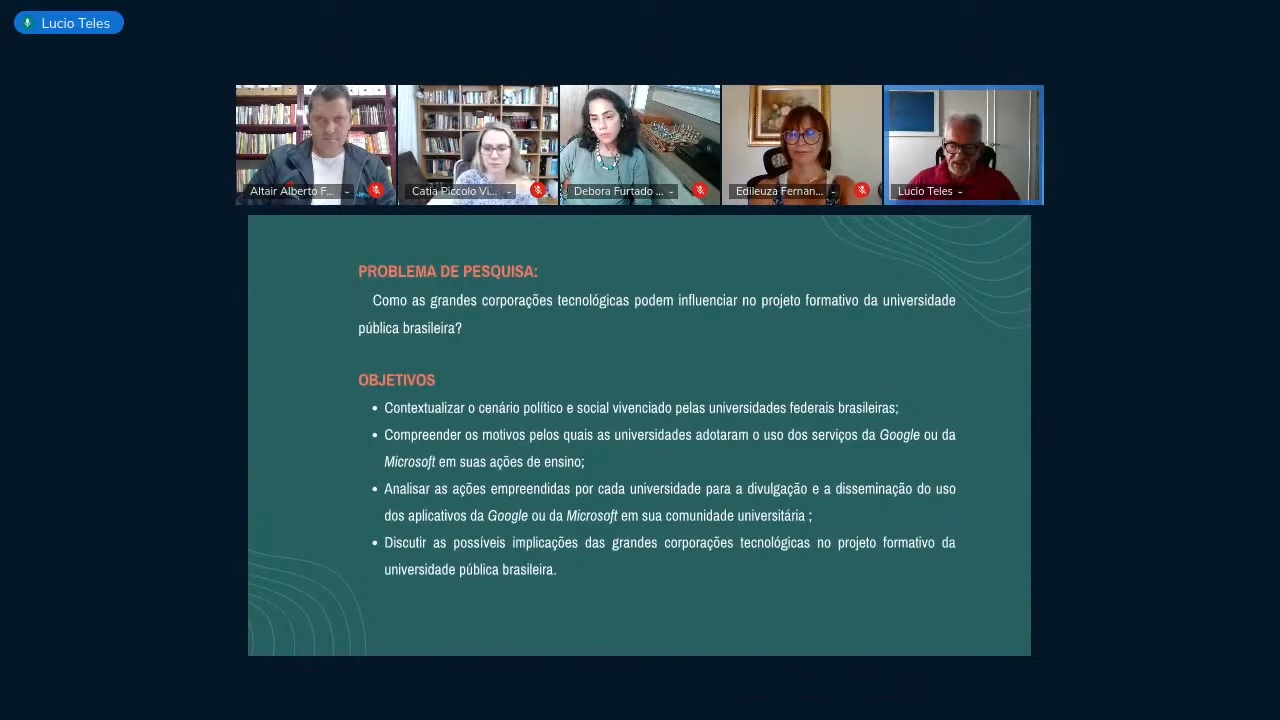 Lucio Teles
Altair Alberto F...
Catia Piccolo Vi...
Debora Furtado ...
Edileuza Fernan...
Lucio Teles
PROBLEMA DE PESQUISA:
Como as grandes corporações tecnológicas podem influenciar no projeto formativo da universidade
pública brasileira?
OBJETIVOS
• Contextualizar o cenário político e social vivenciado pelas universidades federais brasileiras;
• Compreender os motivos pelos quais as universidades adotaram o uso dos serviços da Google ou da
Microsoft em suas ações de ensino;
• Analisar as ações empreendidas por cada universidade para a divulgação e a disseminação do uso
dos aplicativos da Google ou da Microsoft em sua comunidade universitária ;
• Discutir as possíveis implicações das grandes corporações tecnológicas no projeto formativo da
universidade pública brasileira.